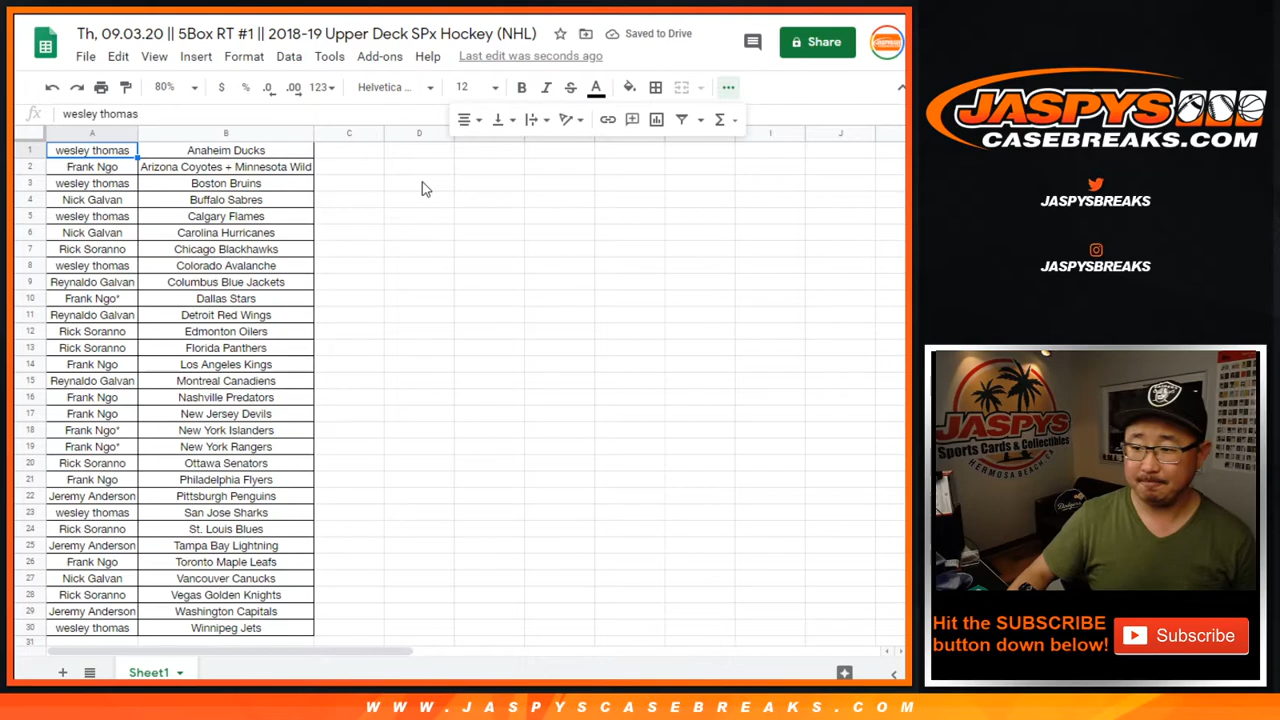 Th, 09.03.20 || 5Box RT #1 || 2018-19 Upper Deck SPx Hockey (NHL)
Saved to Drive
Share
File Edit View Insert Format Data Tools Add-ons Help Last edit was seconds ago
80% $ % .0 .00 123 Helvetica ... 12 B I S A
fx wesley thomas
A B C D I J
1 wesley thomas Anaheim Ducks
2 Frank Ngo Arizona Coyotes + Minnesota Wild
3 wesley thomas Boston Bruins
4 Nick Galvan Buffalo Sabres
5 wesley thomas Calgary Flames
6 Nick Galvan Carolina Hurricanes
7 Rick Soranno Chicago Blackhawks
8 wesley thomas Colorado Avalanche
9 Reynaldo Galvan Columbus Blue Jackets
10 Frank Ngo* Dallas Stars
11 Reynaldo Galvan Detroit Red Wings
12 Rick Soranno Edmonton Oilers
13 Rick Soranno Florida Panthers
14 Frank Ngo Los Angeles Kings
15 Reynaldo Galvan Montreal Canadiens
16 Frank Ngo Nashville Predators
17 Frank Ngo New Jersey Devils
18 Frank Ngo* New York Islanders
19 Frank Ngo* New York Rangers
20 Rick Soranno Ottawa Senators
21 Frank Ngo Philadelphia Flyers
22 Jeremy Anderson Pittsburgh Penguins
23 wesley thomas San Jose Sharks
24 Rick Soranno St. Louis Blues
25 Jeremy Anderson Tampa Bay Lightning
26 Frank Ngo Toronto Maple Leafs
27 Nick Galvan Vancouver Canucks
28 Rick Soranno Vegas Golden Knights
29 Jeremy Anderson Washington Capitals
30 wesley thomas Winnipeg Jets
31
Sheet1
JASPYS
CASEBREAKS.COM
JASPYSBREAKS
JASPYSBREAKS
JASPYS
Sports Cards & Collectibles
HERMOSA BEACH, CA
Dodgers
Hit the SUBSCRIBE
button down below!
Subscribe
WWW.JASPYSCASEBREAKS.COM